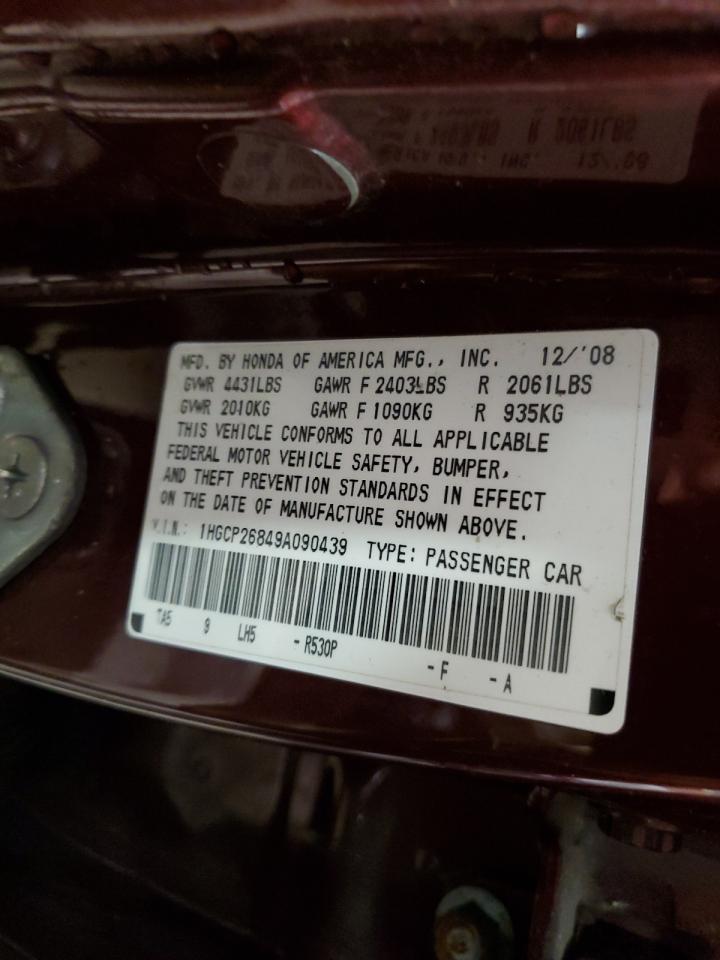 MFD. BY HONDA OF AMERICA MFG., INC. 12/'08
GVWR 4431LBS GAWR F 2403LBS R 2061LBS
GVWR 2010KG GAWR F 1090KG R 935KG
THIS VEHICLE CONFORMS TO ALL APPLICABLE
FEDERAL MOTOR VEHICLE SAFETY, BUMPER,
AND THEFT PREVENTION STANDARDS IN EFFECT
ON THE DATE OF MANUFACTURE SHOWN ABOVE.
V.I.N.: 1HGCP26849A090439 TYPE: PASSENGER CAR
TA5 9 LH5 - R530P - F - A